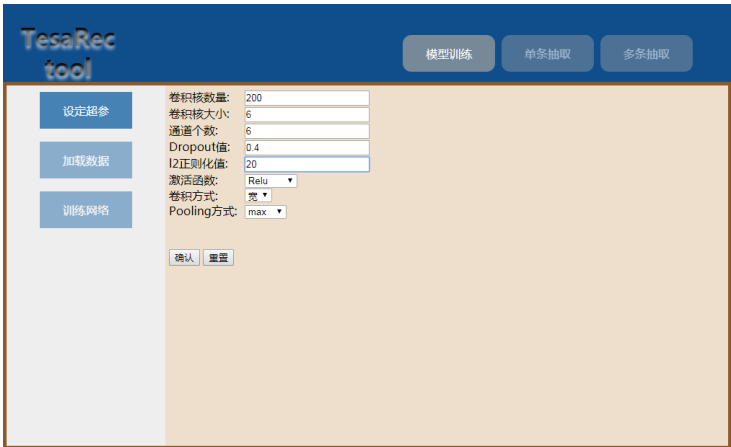 TesaRec
tool
模型训练
单条抽取
多条抽取
设定超参
加载数据
训练网络
卷积核数量: 200
卷积核大小: 6
通道个数: 6
Dropout值: 0.4
l2正则化值: 20
激活函数: Relu
卷积方式: 宽
Pooling方式: max
确认 重置